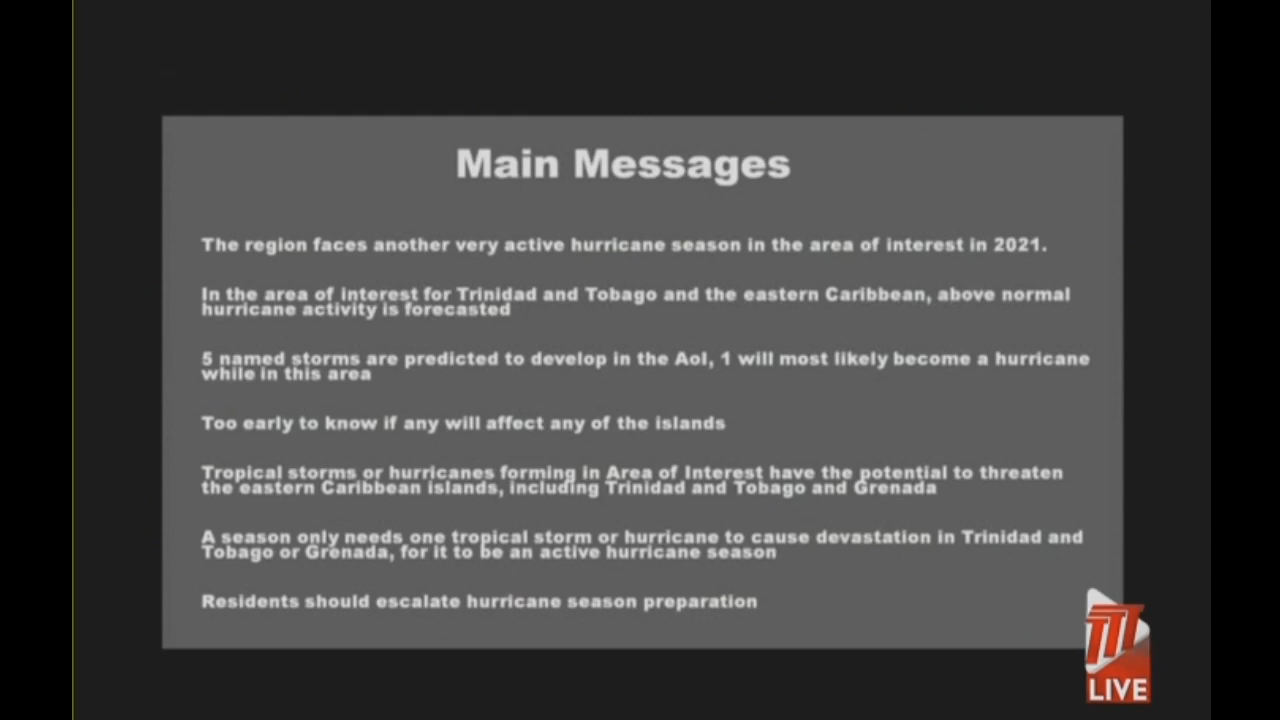 Main Messages
The region faces another very active hurricane season in the area of interest in 2021.
In the area of interest for Trinidad and Tobago and the eastern Caribbean, above normal
hurricane activity is forecasted
5 named storms are predicted to develop in the AoI, 1 will most likely become a hurricane
while in this area
Too early to know if any will affect any of the islands
Tropical storms or hurricanes forming in Area of Interest have the potential to threaten
the eastern Caribbean islands, including Trinidad and Tobago and Grenada
A season only needs one tropical storm or hurricane to cause devastation in Trinidad and
Tobago or Grenada, for it to be an active hurricane season
Residents should escalate hurricane season preparation
TTT
LIVE